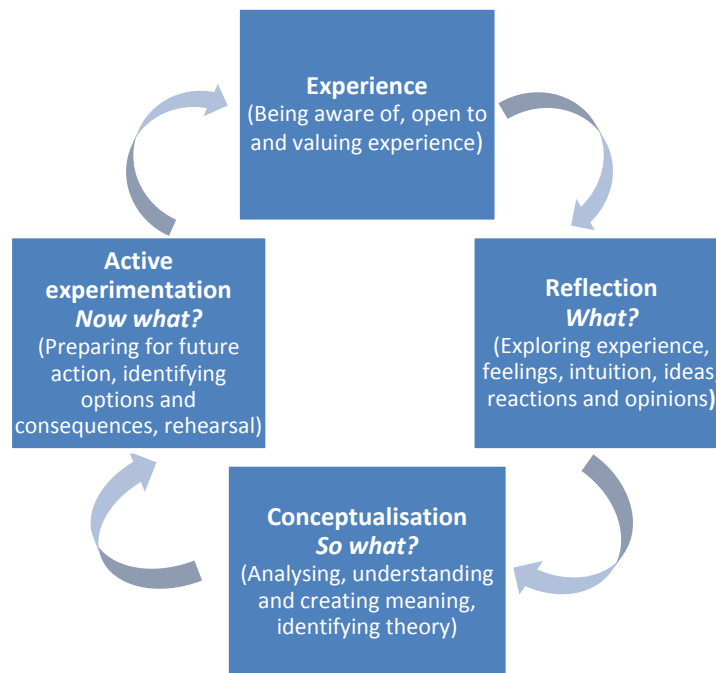 Experience
(Being aware of, open to
and valuing experience)
Reflection
What?
(Exploring experience,
feelings, intuition, ideas,
reactions and opinions)
Conceptualisation
So what?
(Analysing, understanding
and creating meaning,
identifying theory)
Active
experimentation
Now what?
(Preparing for future
action, identifying
options and
consequences, rehearsal)